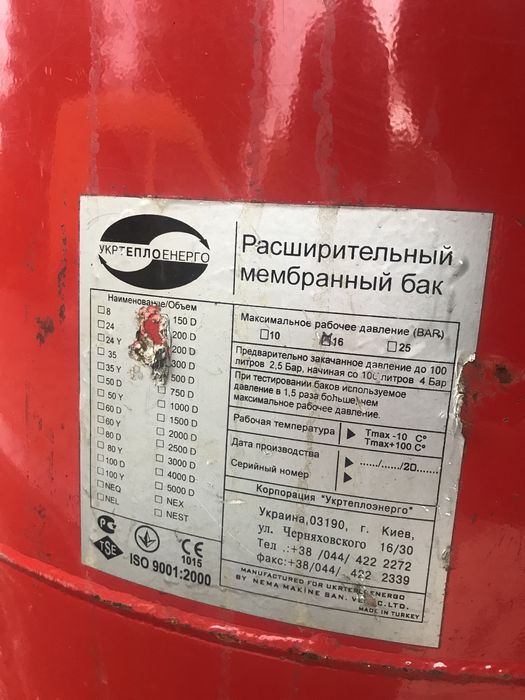 УКРТЕПЛОЕНЕРГО
Расширительный
мембранный бак
Наименование/Объем
8
24
24 Y
35
35 Y
50 D
50 Y
60 D
60 Y
80 D
80 Y
100 D
100 Y
NEQ
NEL
150 D
200 D
200 D
300 D
500 D
750 D
1000 D
1500 D
2000 D
2500 D
3000 D
4000 D
5000 D
NEX
NEST
Максимальное рабочее давление (BAR)
10 16 25
Предварительно закачанное давление до 100
литров 2,5 Бар, начиная со 100 литров 4 Бар
При тестировании баков используемое
давление в 1,5 раза больше, чем
максимальное рабочее давление.
Рабочая температура Tmax -10 C°
Tmax+100 C°
Дата производства ....../....../20......
Серийный номер
Корпорация "Укртеплоэнерго"
Украина,03190, г. Киев,
ул. Черняховского 16/30
Тел .:+38 /044/ 422 2272
Факс:+38/044/ 422 2339
MANUFACTURED FOR UKRTEPLOENERGO
BY NEMA MAKINE SAN. VE TIC.LTD.
MADE IN TURKEY
РС
TSE
CE
1015
ISO 9001:2000